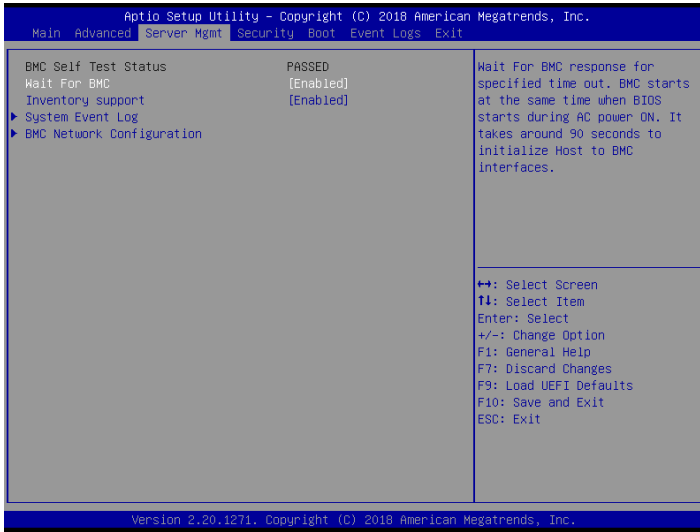 Aptio Setup Utility – Copyright (C) 2018 American Megatrends, Inc.
Main Advanced Server Mgmt Security Boot Event Logs Exit
BMC Self Test Status PASSED
Wait For BMC [Enabled]
Inventory support [Enabled]
▶ System Event Log
▶ BMC Network Configuration
Wait For BMC response for
specified time out. BMC starts
at the same time when BIOS
starts during AC power ON. It
takes around 90 seconds to
initialize Host to BMC
interfaces.
↔: Select Screen
↑↓: Select Item
Enter: Select
+/-: Change Option
F1: General Help
F7: Discard Changes
F9: Load UEFI Defaults
F10: Save and Exit
ESC: Exit
Version 2.20.1271. Copyright (C) 2018 American Megatrends, Inc.